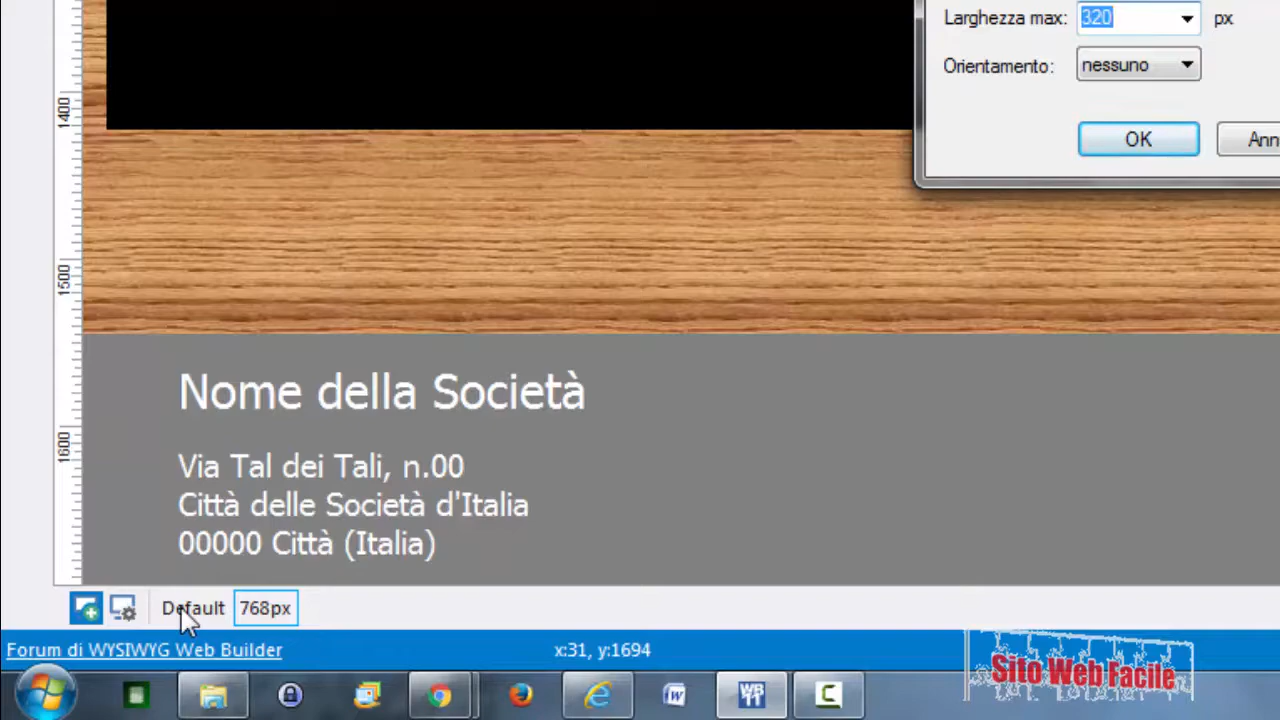 Larghezza max: 320 px
Orientamento: nessuno
OK
1400
1500
1600
Nome della Società
Via Tal dei Tali, n.00
Città delle Società d'Italia
00000 Città (Italia)
Default 768px
Forum di WYSIWYG Web Builder
x:31, y:1694
Sito Web Facile
WB